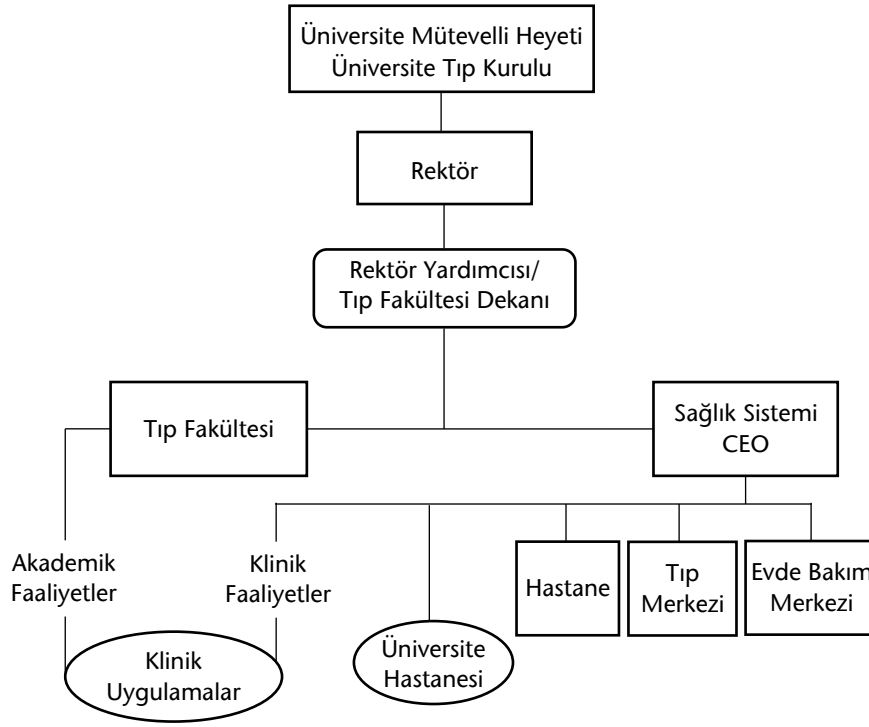 Üniversite Mütevelli Heyeti
Üniversite Tıp Kurulu
Rektör
Rektör Yardımcısı/
Tıp Fakültesi Dekanı
Tıp Fakültesi
Sağlık Sistemi
CEO
Akademik
Faaliyetler
Klinik
Faaliyetler
Hastane
Tıp
Merkezi
Evde Bakım
Merkezi
Klinik
Uygulamalar
Üniversite
Hastanesi